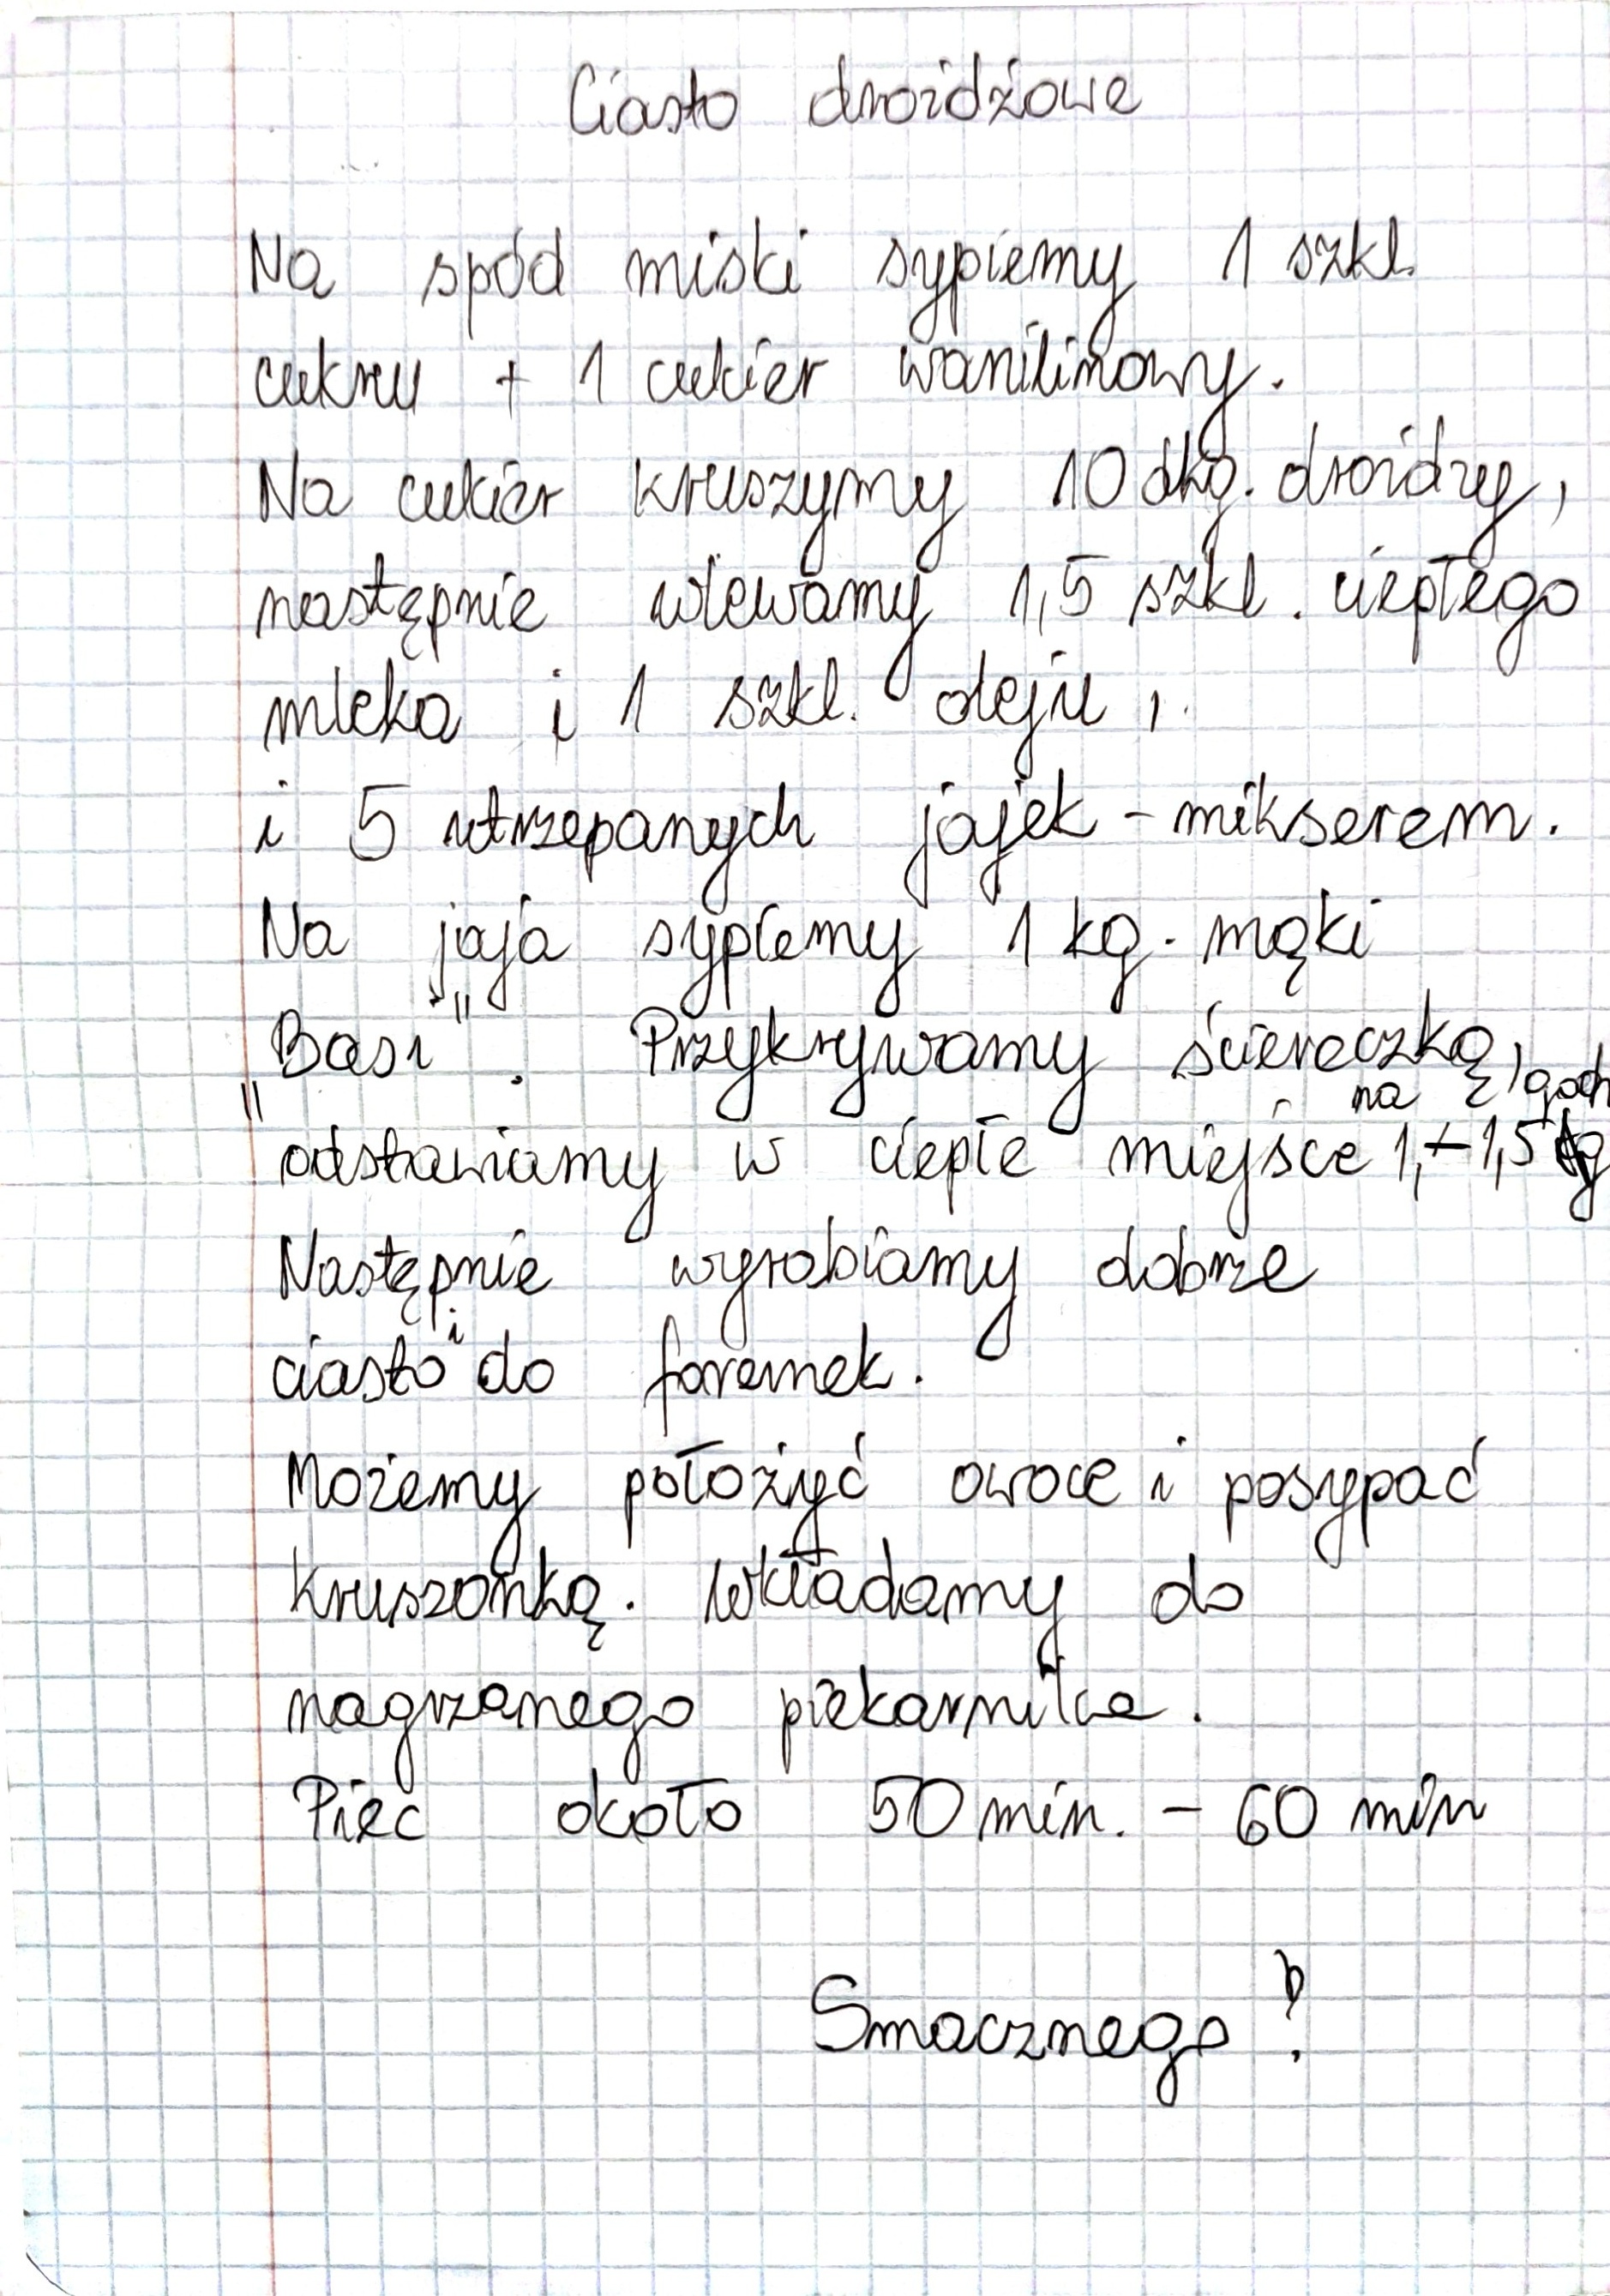 Ciasto drożdżowe
Na spód miski sypiemy 1 szkl.
cukru + 1 cukier wanilinowy.
Na cukier kruszymy 10 dkg. drożdży,
następnie wlewamy 1,5 szkl. ciepłego
mleka i 1 szkl. oleju,
i 5 utrzepanych jajek - mikserem.
Na jaja sypiemy 1 kg. mąki
"Basi". Przykrywamy ściereczką,
odstawiamy w ciepłe miejsce na 1,-1,5 godz
Następnie wyrabiamy dobrze
ciasto i do foremek.
Możemy położyć owoce i posypać
kruszonką. Wkładamy do
nagrzanego piekarnika.
Piec około 50 min. - 60 min
Smacznego!